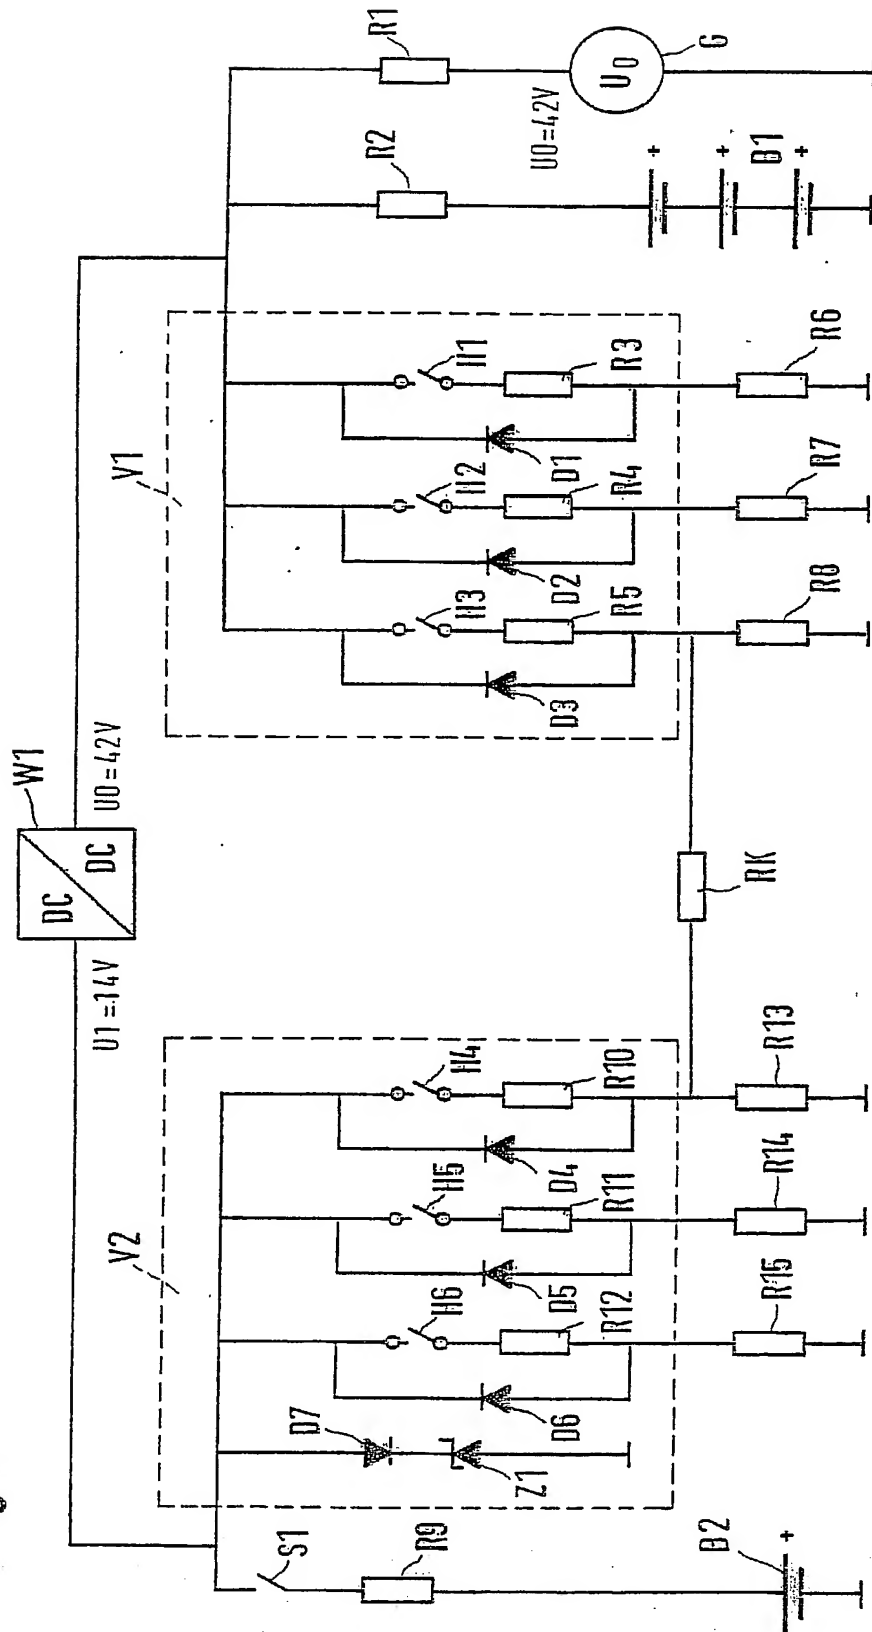 W1
DC
DC
U1=14V
U0=42V
V2
V1
S1
D7
R2
R1
R9
H6
H5
H4
H3
H2
H1
Z1
D6
D5
D4
D3
D2
D1
U0=42V
R12
R11
R10
R5
R4
R3
U0
B2
G
RK
B1
R15
R14
R13
R8
R7
R6
+
+
+
+